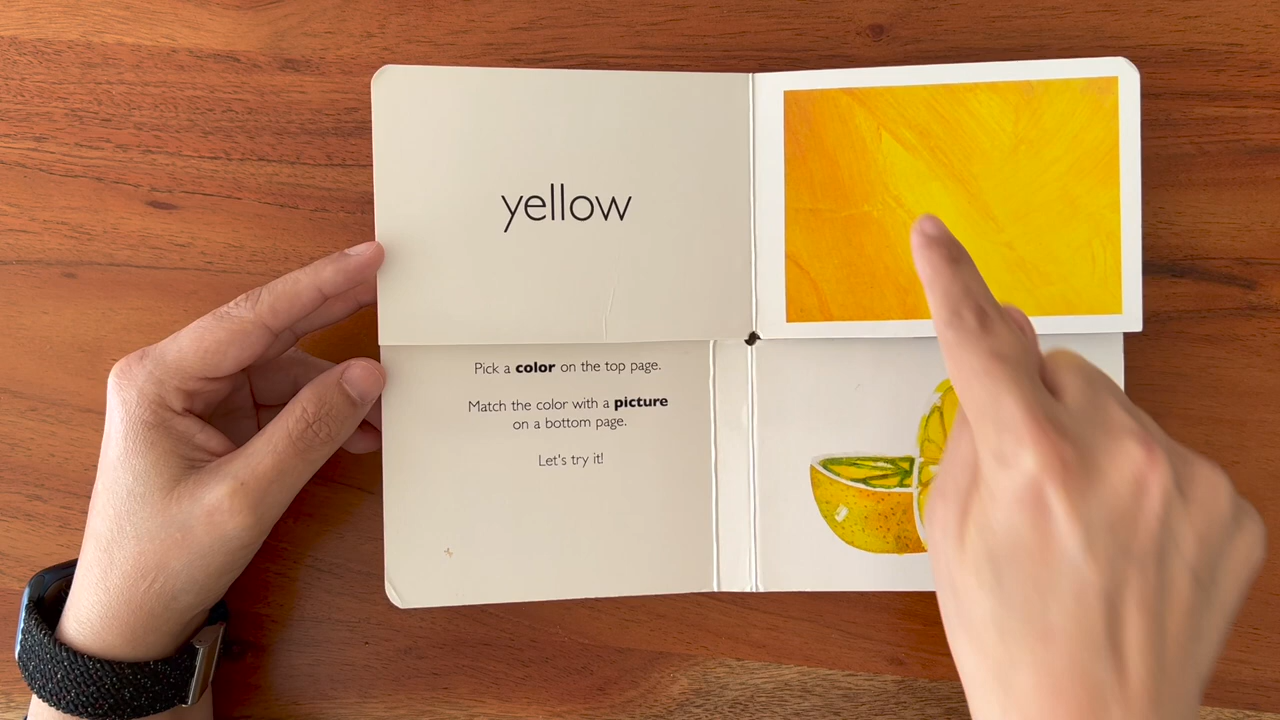 yellow
Pick a color on the top page.
Match the color with a picture
on a bottom page.
Let's try it!